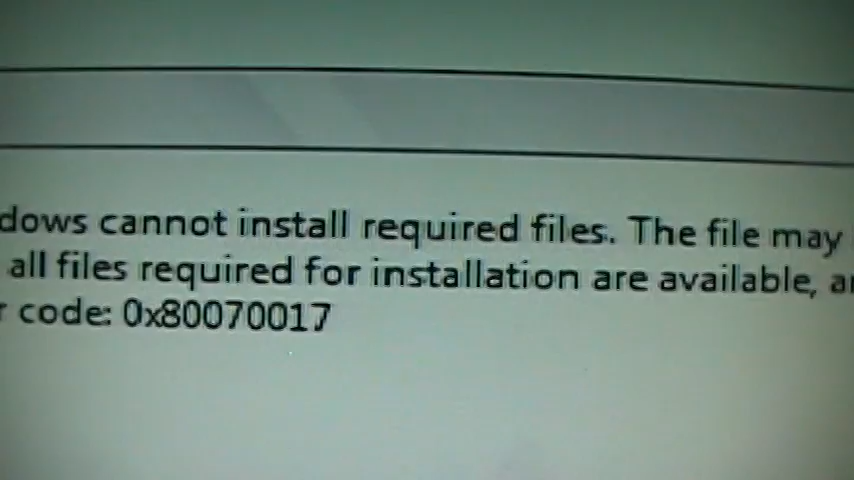 dows cannot install required files. The file may
all files required for installation are available, a
r code: 0x80070017